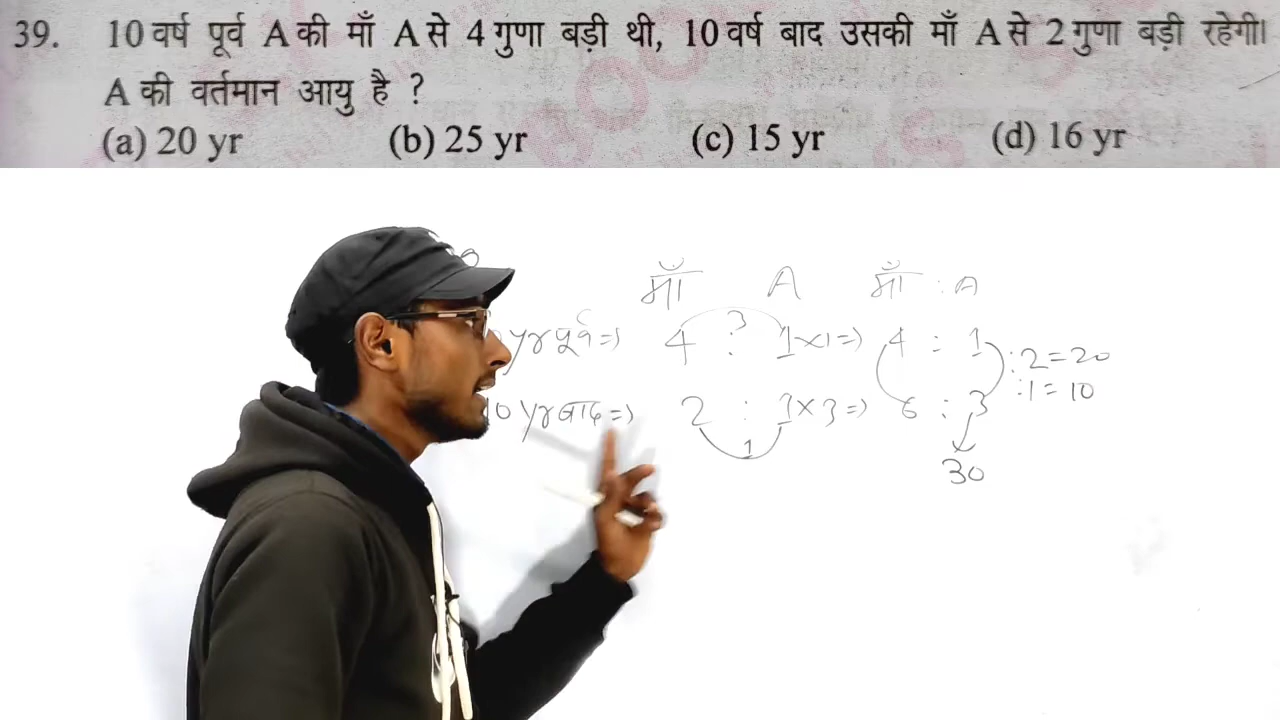 39. 10 वर्ष पूर्व A की माँ A से 4 गुणा बड़ी थी, 10 वर्ष बाद उसकी माँ A से 2 गुणा बड़ी रहेगी।
A की वर्तमान आयु है ?
(a) 20 yr (b) 25 yr (c) 15 yr (d) 16 yr
माँ A माँ : A
yr पूर्व => 4 : 1×1 => 4 : 1 : 2 = 20
: 1 = 10
10 yr बाद => 2 : 1×3 => 6 : 3
1
30